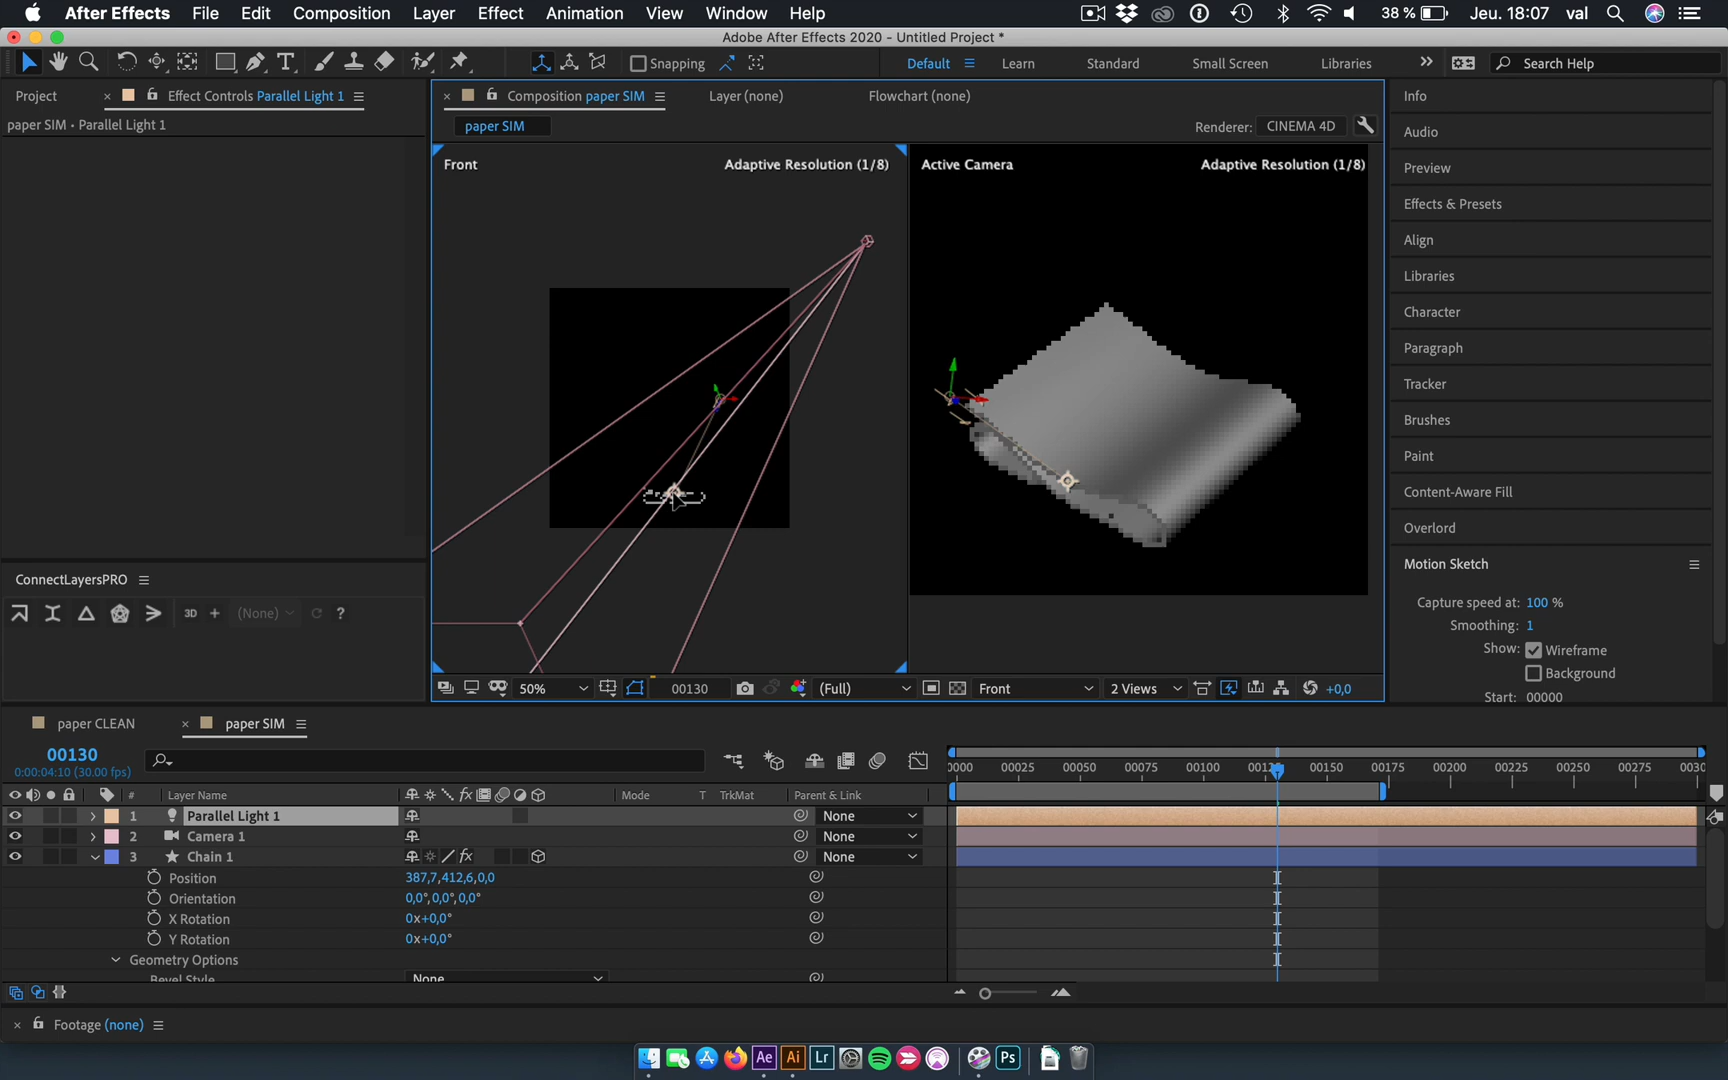 After Effects File Edit Composition Layer Effect Animation View Window Help 38 % Jeu. 18:07 val
Adobe After Effects 2020 - Untitled Project *
Snapping Default Learn Standard Small Screen Libraries Search Help
Project Effect Controls Parallel Light 1
paper SIM • Parallel Light 1
Composition paper SIM Layer (none) Flowchart (none)
paper SIM Renderer: CINEMA 4D
Front Adaptive Resolution (1/8) Active Camera Adaptive Resolution (1/8)
Info
Audio
Preview
Effects & Presets
Align
Libraries
Character
Paragraph
Tracker
Brushes
Paint
Content-Aware Fill
Overlord
Motion Sketch
Capture speed at: 100 %
Smoothing: 1
Show: Wireframe
Background
Start: 00000
ConnectLayersPRO
3D + (None) ?
50% 00130 (Full) Front 2 Views +0,0
paper CLEAN paper SIM
00130
0:00:04:10 (30.00 fps)
0000 00025 00050 00075 00100 00125 00150 00175 00200 00225 00250 00275 0030
# Layer Name Mode T TrkMat Parent & Link
1 Parallel Light 1 None
2 Camera 1 None
3 Chain 1 None
Position 387,7,412,6,0,0
Orientation 0,0°,0,0°,0,0°
X Rotation 0x+0,0°
Y Rotation 0x+0,0°
Geometry Options
Bevel Style None
Footage (none)
Ae Ai Lr Ps